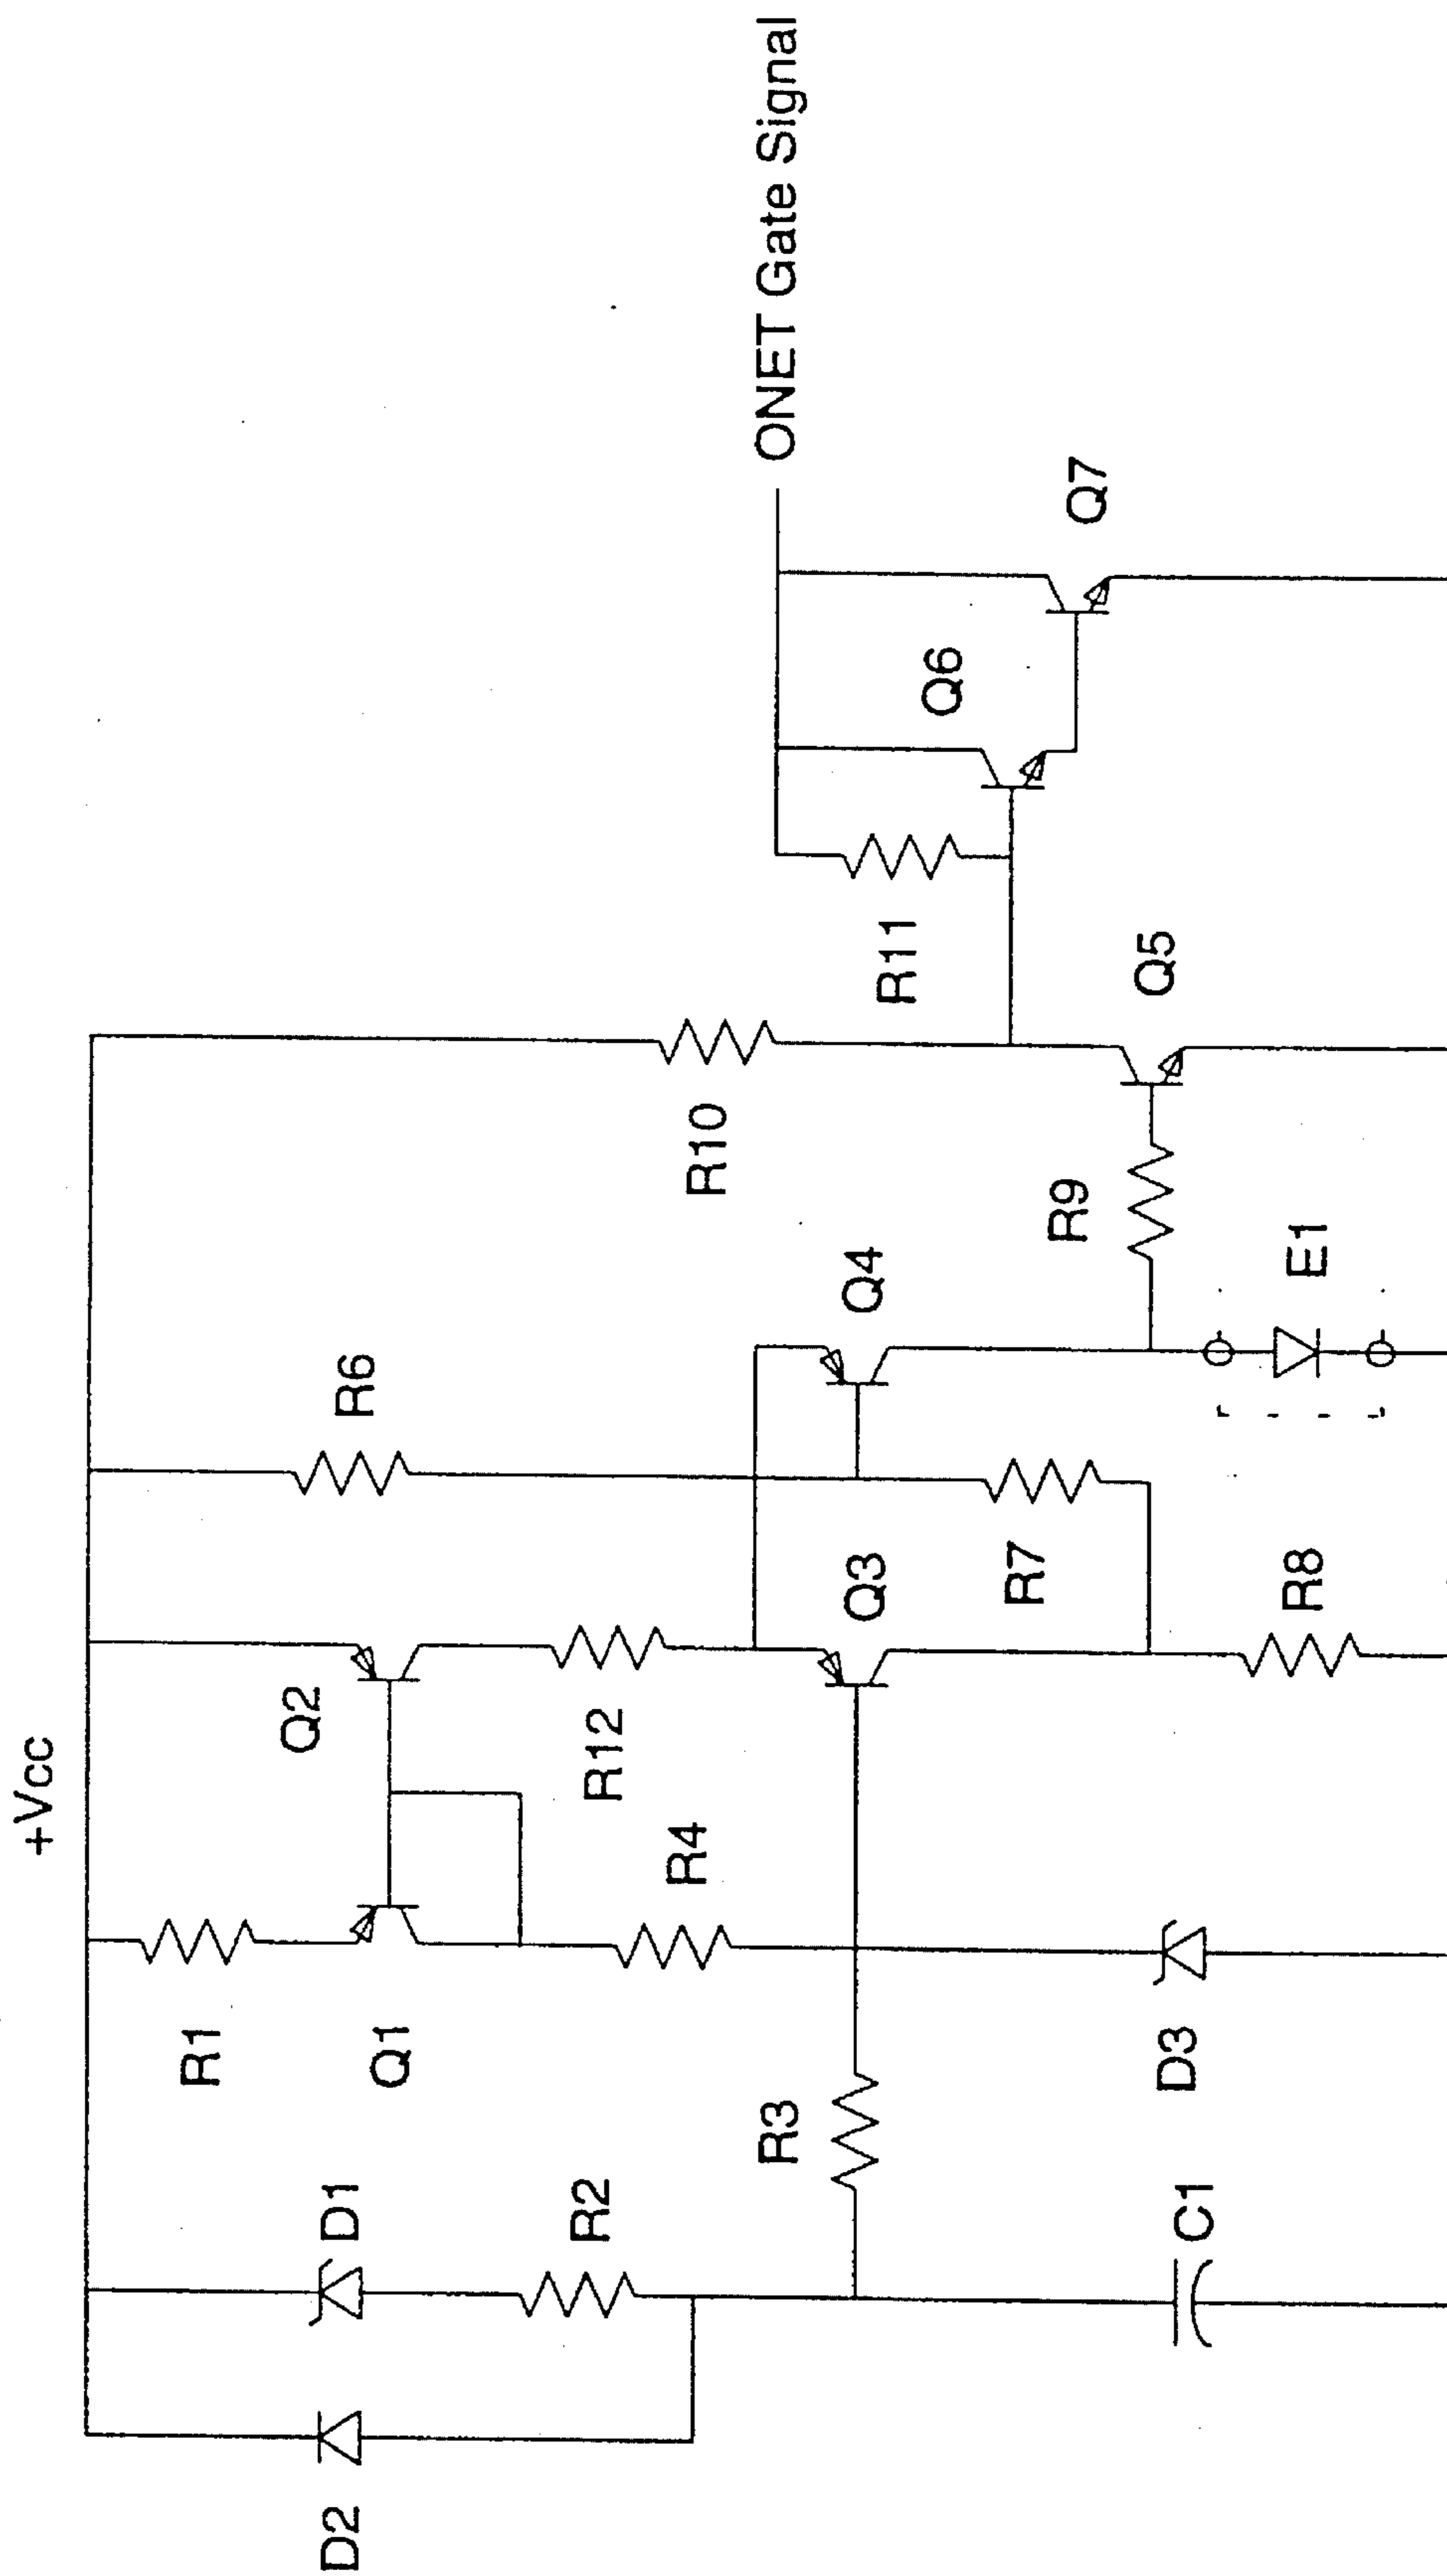 +Vcc
D2
D1
R2
R3
C1
R1
Q1
R4
D3
Q2
R12
Q3
R6
R7
R8
Q4
R9
E1
R10
Q5
R11
Q6
Q7
ONET Gate Signal